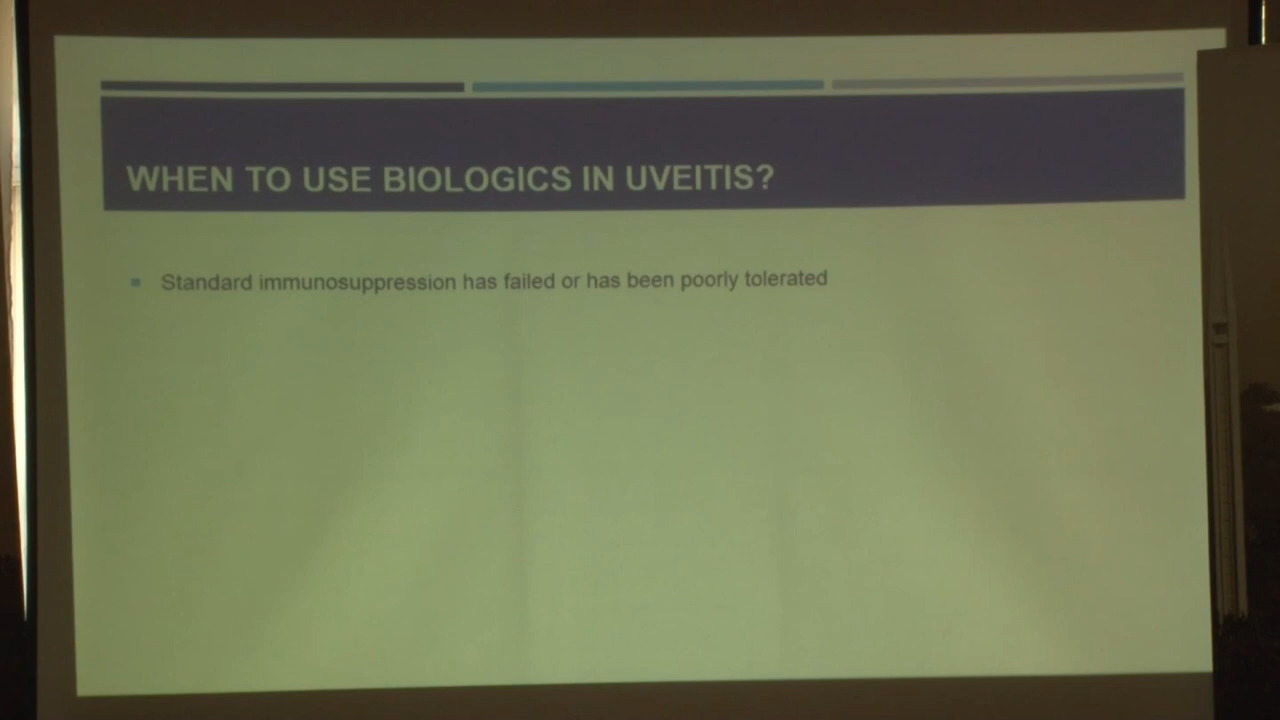 WHEN TO USE BIOLOGICS IN UVEITIS?
Standard immunosuppression has failed or has been poorly tolerated